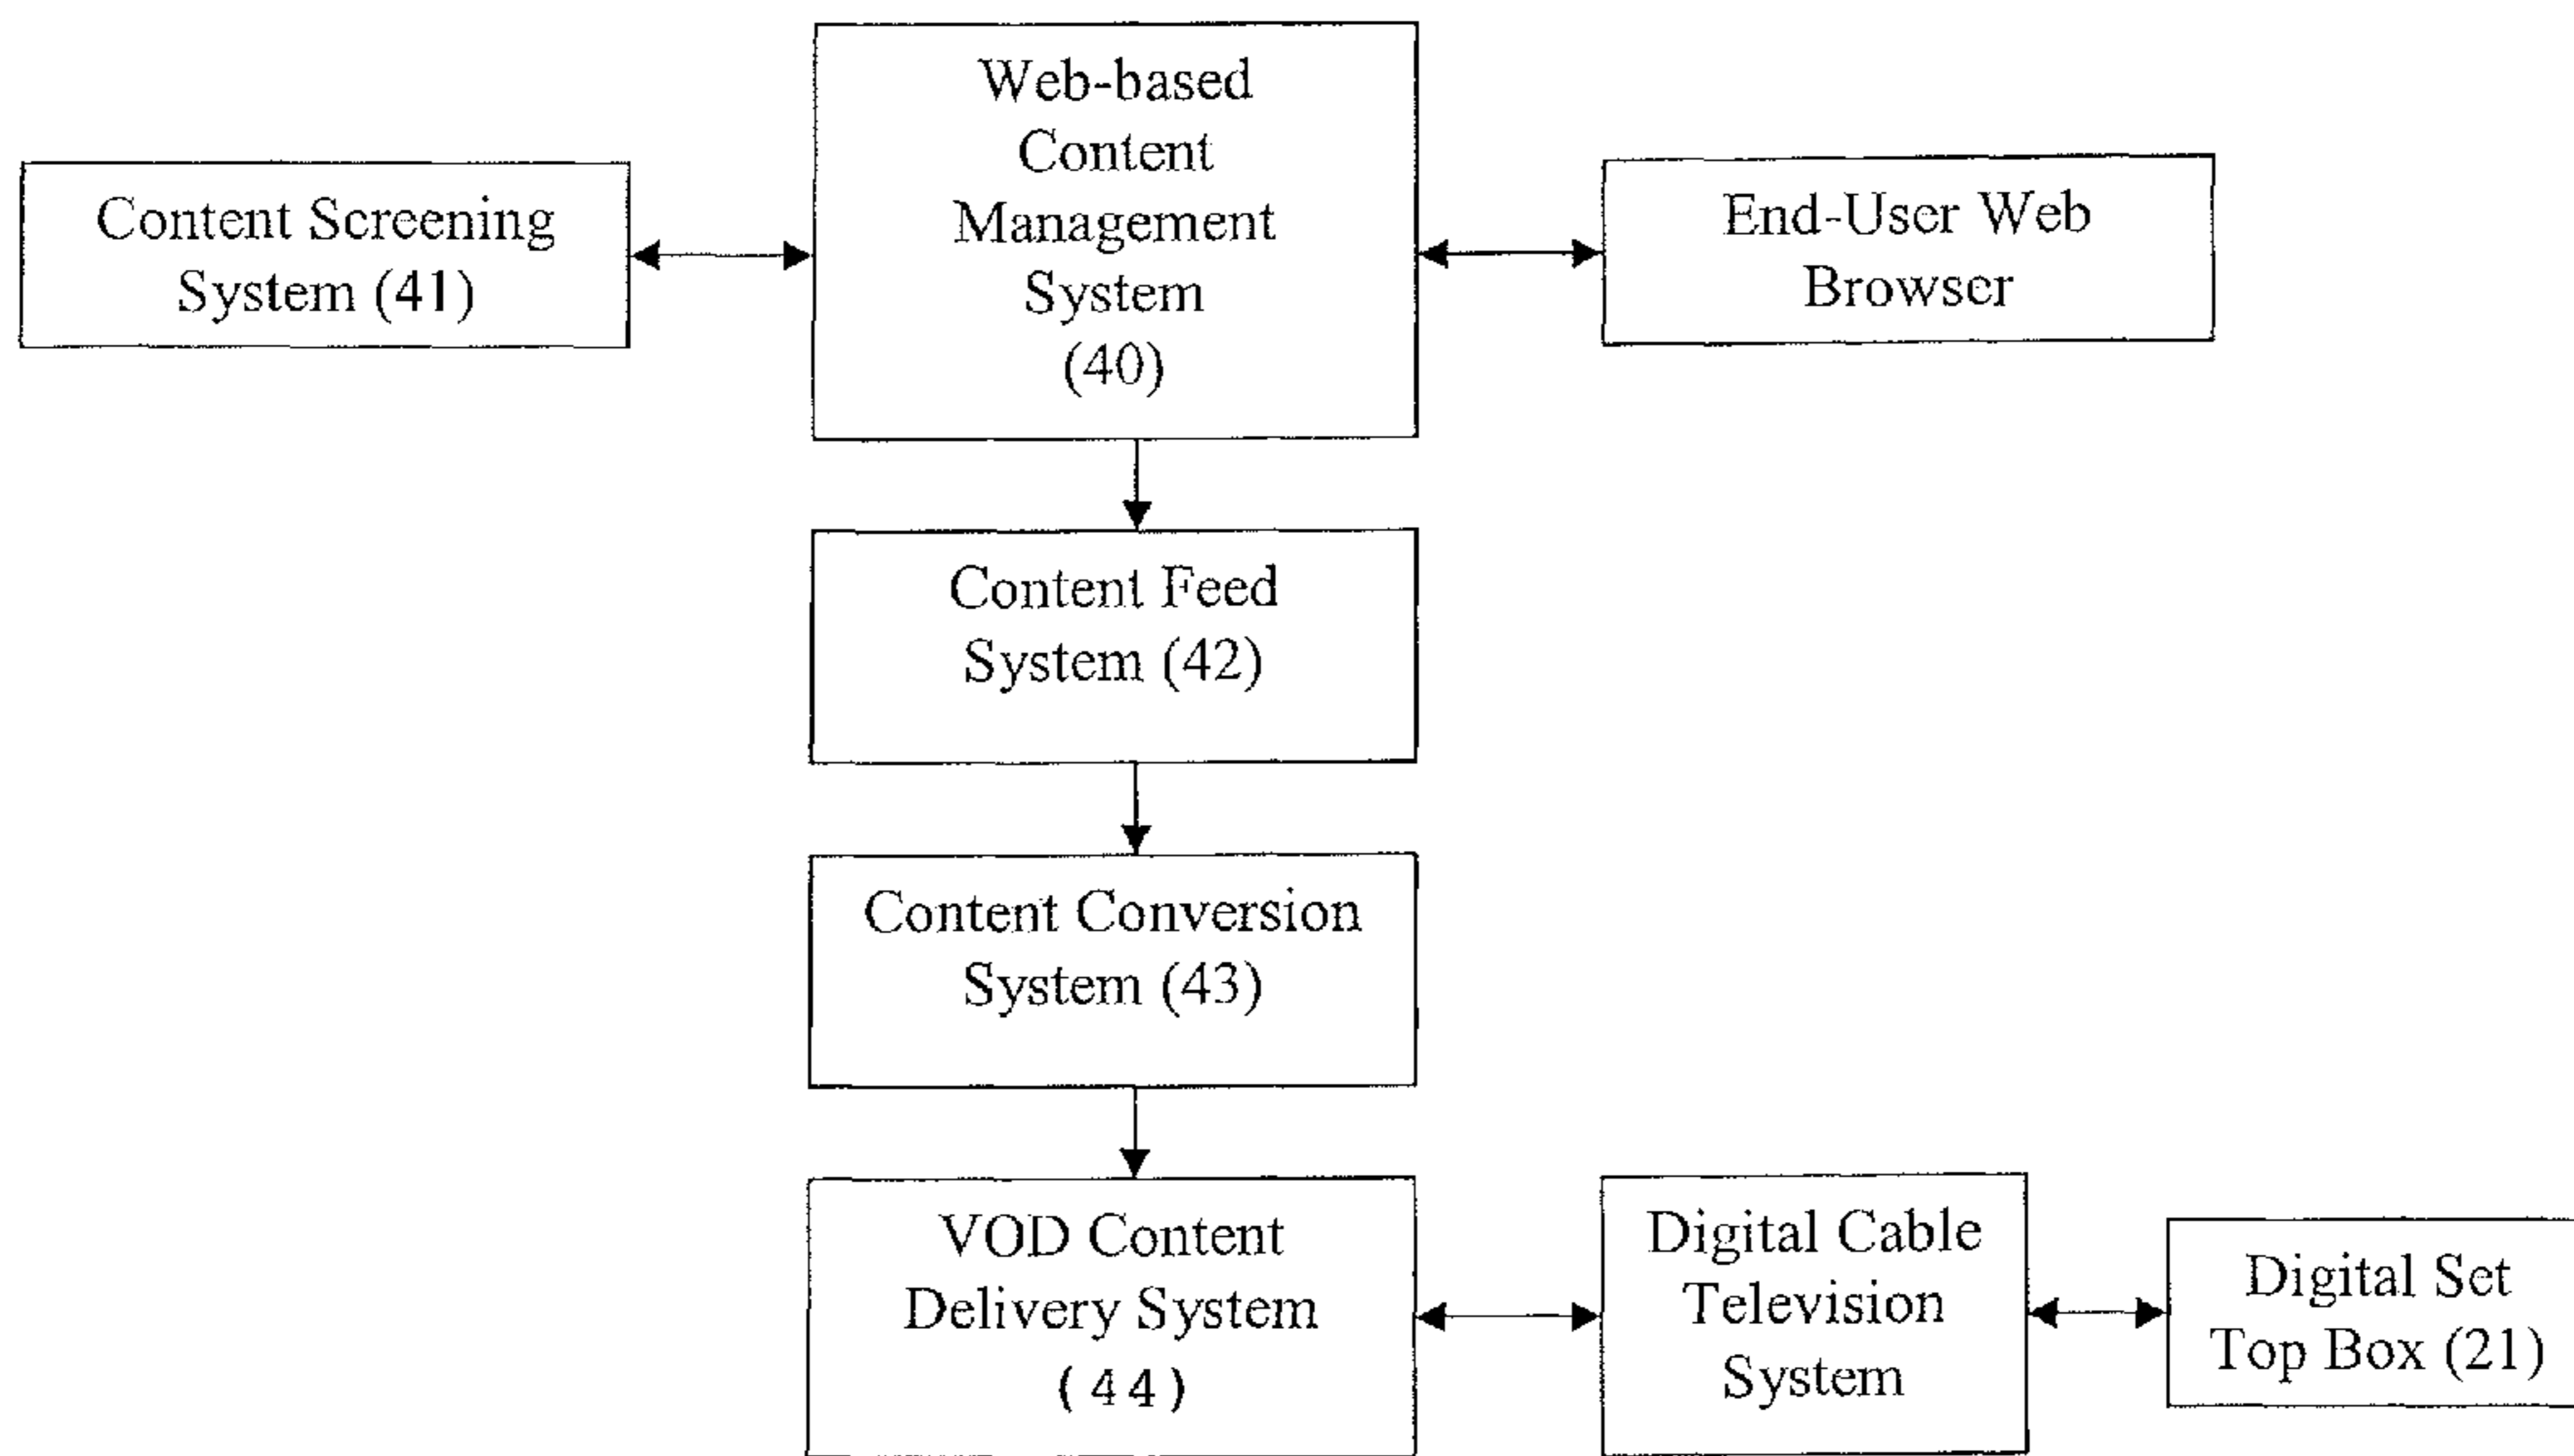 Web-based
Content
Management
System
(40)
Content Screening
System (41)
End-User Web
Browser
Content Feed
System (42)
Content Conversion
System (43)
VOD Content
Delivery System
(44)
Digital Cable
Television
System
Digital Set
Top Box (21)